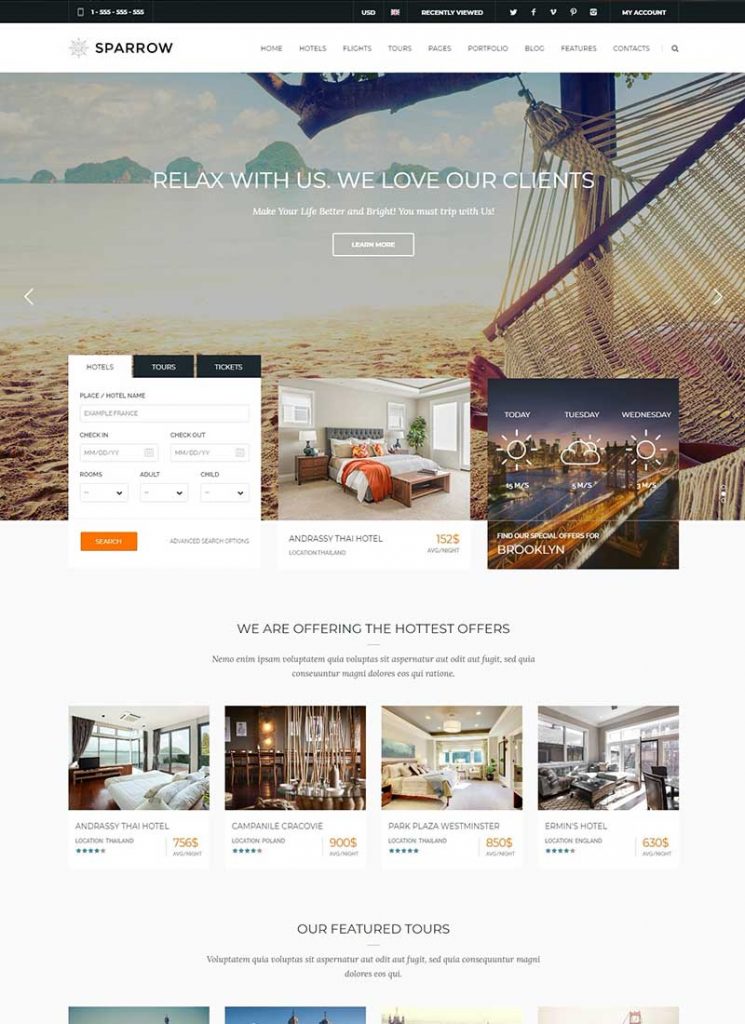 1 - 555 - 555 - 555
USD
RECENTLY VIEWED
MY ACCOUNT
SPARROW
HOME
HOTELS
FLIGHTS
TOURS
PAGES
PORTFOLIO
BLOG
FEATURES
CONTACTS
RELAX WITH US. WE LOVE OUR CLIENTS
Make Your Life Better and Bright! You must trip with Us!
LEARN MORE
HOTELS
TOURS
TICKETS
PLACE / HOTEL NAME
EXAMPLE:FRANCE
CHECK IN
CHECK OUT
MM/DD/YY
MM/DD/YY
ROOMS
ADULT
CHILD
--
--
--
SEARCH
ADVANCED SEARCH OPTIONS
ANDRASSY THAI HOTEL
152$
LOCATION:THAILAND
AVG/NIGHT
TODAY
TUESDAY
WEDNESDAY
15 M/S
5 M/S
3 M/S
FIND OUR SPECIAL OFFERS FOR
BROOKLYN
WE ARE OFFERING THE HOTTEST OFFERS
Nemo enim ipsam voluptatem quia voluptas sit aspernatur aut odit aut fugit, sed quia
consequuntur magni dolores eos qui ratione.
ANDRASSY THAI HOTEL
LOCATION: THAILAND
756$
AVG/NIGHT
CAMPANILE CRACOVIE
LOCATION: POLAND
900$
AVG/NIGHT
PARK PLAZA WESTMINSTER
LOCATION: THAILAND
850$
AVG/NIGHT
ERMIN'S HOTEL
LOCATION: ENGLAND
630$
AVG/NIGHT
OUR FEATURED TOURS
Voluptatem quia voluptas sit aspernatur aut odit aut fugit, sed quia consequuntur magni
dolores eos qui.